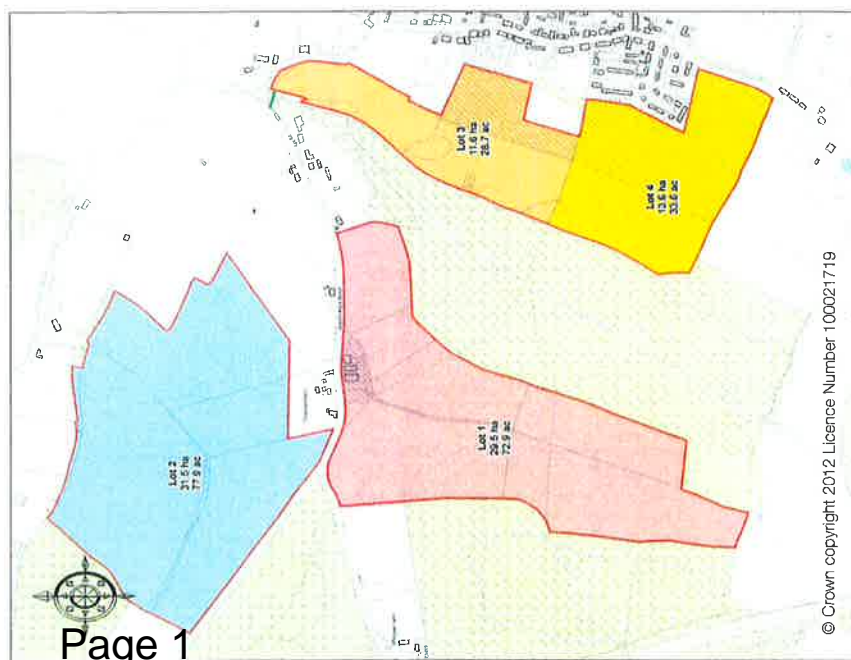 Lot 2
31.5 ha
77.9 ac
Lot 3
11.6 ha
28.7 ac
Lot 4
13.6 ha
33.6 ac
Lot 1
29.5 ha
72.9 ac
© Crown copyright 2012 Licence Number 100021719
Page 1